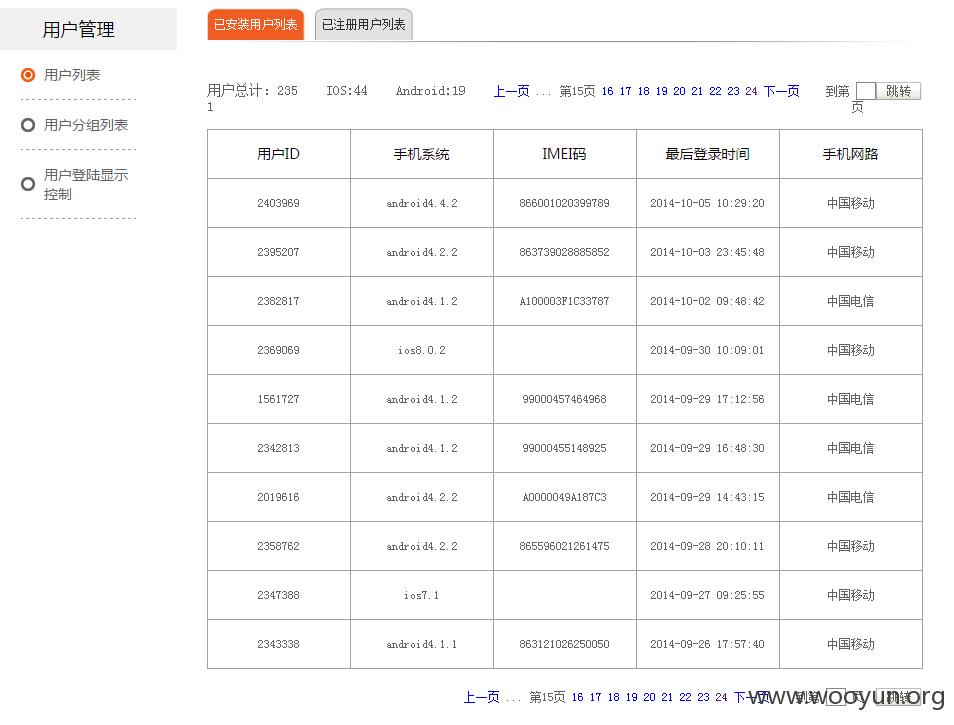 用户管理
用户列表
用户分组列表
用户登陆显示
控制
已安装用户列表 已注册用户列表
用户总计：235 IOS:44 Android:19 上一页 ... 第15页 16 17 18 19 20 21 22 23 24 下一页 到第 跳转
1 页
用户ID 手机系统 IMEI码 最后登录时间 手机网路
2403969 android4.4.2 866001020399789 2014-10-05 10:29:20 中国移动
2395207 android4.2.2 863739028885852 2014-10-03 23:45:48 中国移动
2382817 android4.1.2 A100003F1C33787 2014-10-02 09:48:42 中国电信
2369069 ios8.0.2 2014-09-30 10:09:01 中国移动
1561727 android4.1.2 99000457464968 2014-09-29 17:12:56 中国电信
2342813 android4.1.2 99000455148925 2014-09-29 16:48:30 中国电信
2019616 android4.2.2 A0000049A187C3 2014-09-29 14:43:15 中国电信
2358762 android4.2.2 865596021261475 2014-09-28 20:10:11 中国移动
2347388 ios7.1 2014-09-27 09:25:55 中国移动
2343338 android4.1.1 863121026250050 2014-09-26 17:57:40 中国移动
上一页 ... 第15页 16 17 18 19 20 21 22 23 24 下一页 到第 页 跳转
www.wooyun.org